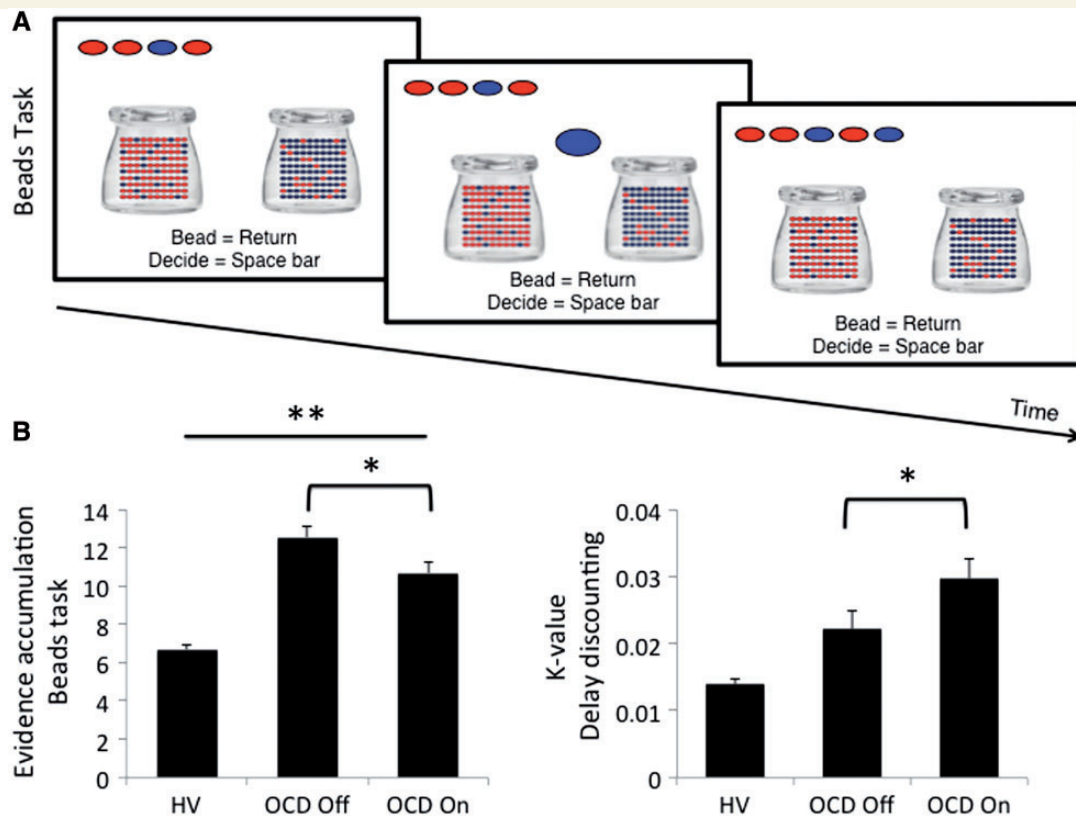 A
Beads Task
Bead = Return
Decide = Space bar
Bead = Return
Decide = Space bar
Bead = Return
Decide = Space bar
Time
B
**
*
Evidence accumulation
Beads task
14
12
10
8
6
4
2
0
HV OCD Off OCD On
*
K-value
Delay discounting
0.04
0.03
0.02
0.01
0
HV OCD Off OCD On